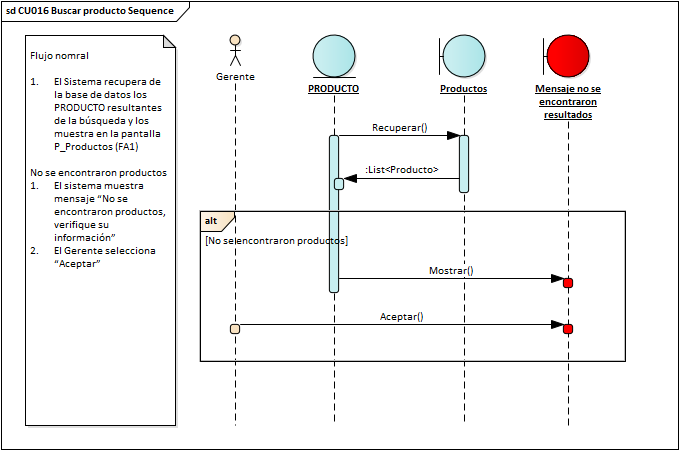 sd CU016 Buscar producto Sequence
Flujo nomral
1. El Sistema recupera de
la base de datos los
PRODUCTO resultantes
de la búsqueda y los
muestra en la pantalla
P_Productos (FA1)
No se encontraron productos
1. El sistema muestra
mensaje “No se
encontraron productos,
verifique su
información”
2. El Gerente selecciona
“Aceptar”
Gerente
PRODUCTO
Productos
Mensaje no se
encontraron
resultados
Recuperar()
:List<Producto>
alt
[No se encontraron productos]
Mostrar()
Aceptar()